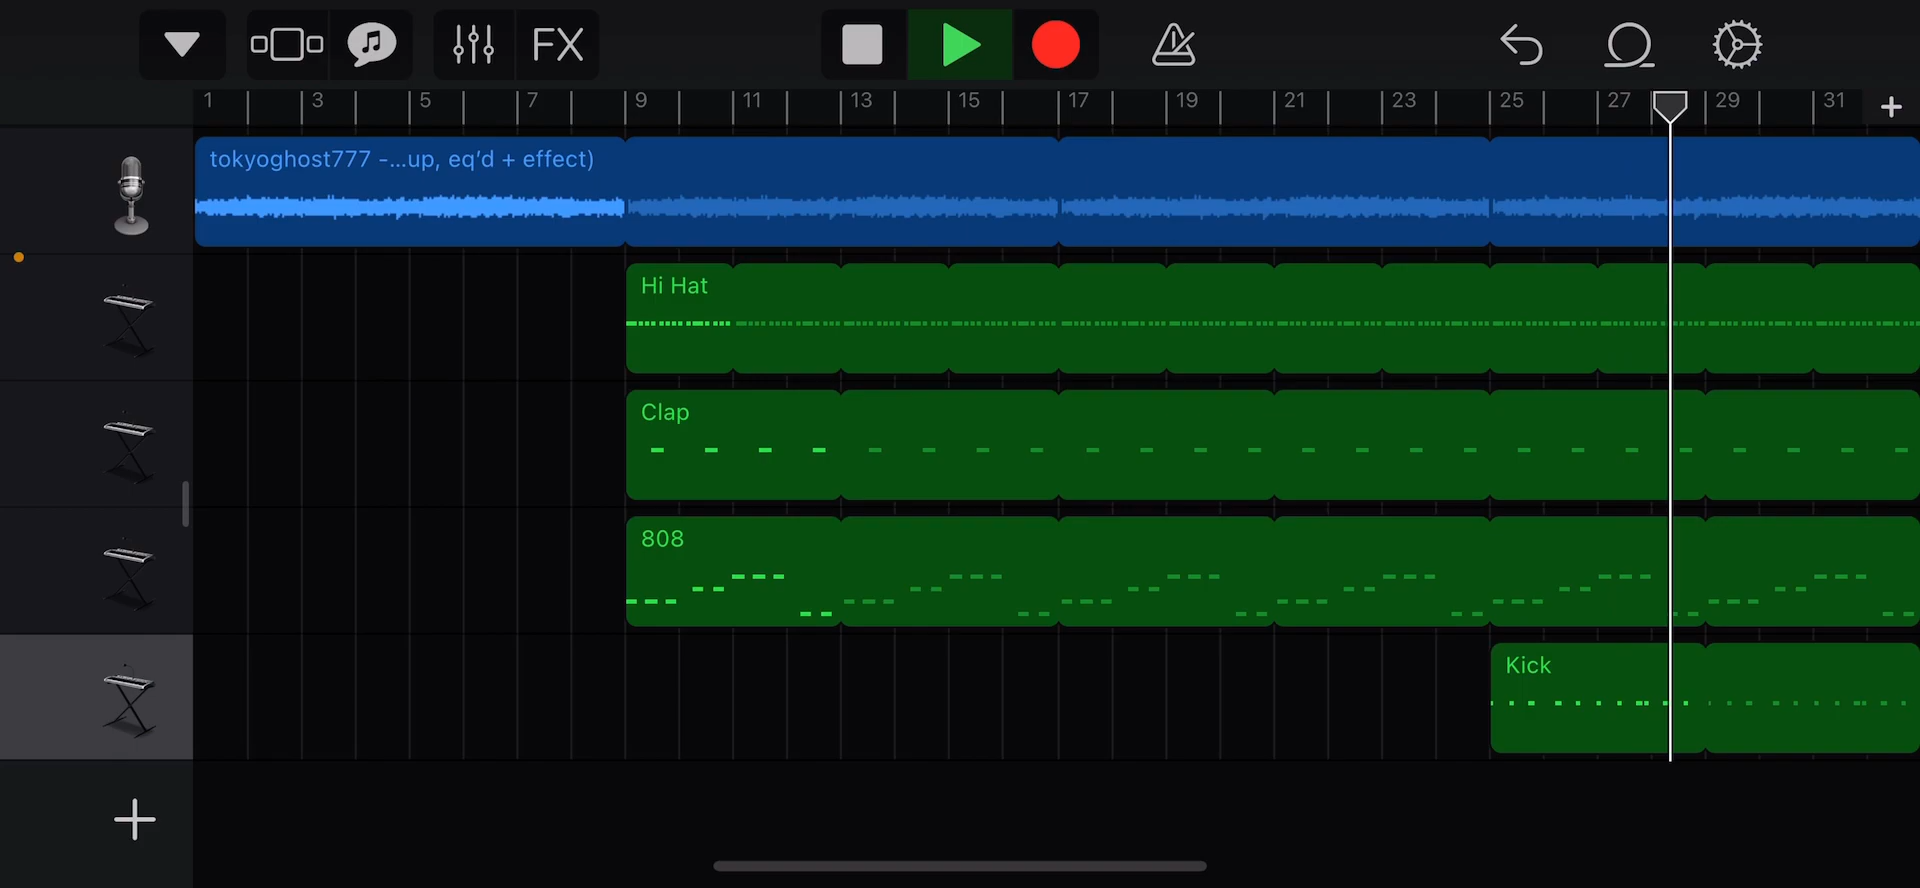 FX
1 3 5 7 9 11 13 15 17 19 21 23 25 27 29 31 +
tokyoghost777 -...up, eq'd + effect)
Hi Hat
Clap
808
Kick